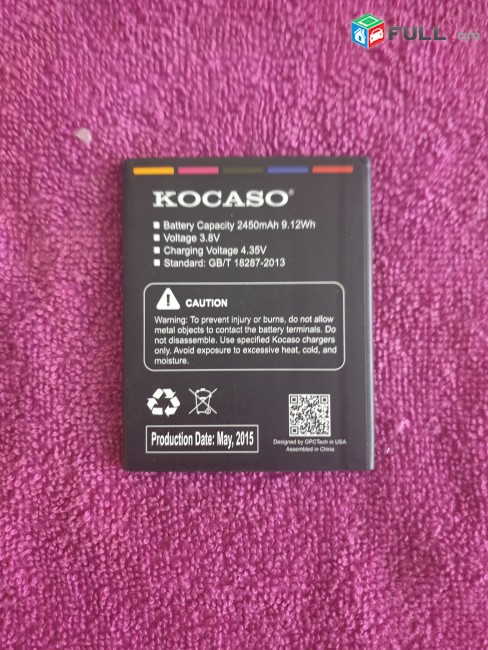 FULL .am
KOCASO®
■ Battery Capacity 2450mAh 9.12Wh
■ Voltage 3.8V
■ Charging Voltage 4.35V
■ Standard: GB/T 18287-2013
! CAUTION
Warning: To prevent injury or burns, do not allow
metal objects to contact the battery terminals. Do
not disassemble. Use specified Kocaso chargers
only. Avoid exposure to excessive heat, cold, and
moisture.
Production Date: May, 2015
Designed by GPCTech in USA
Assembled in China